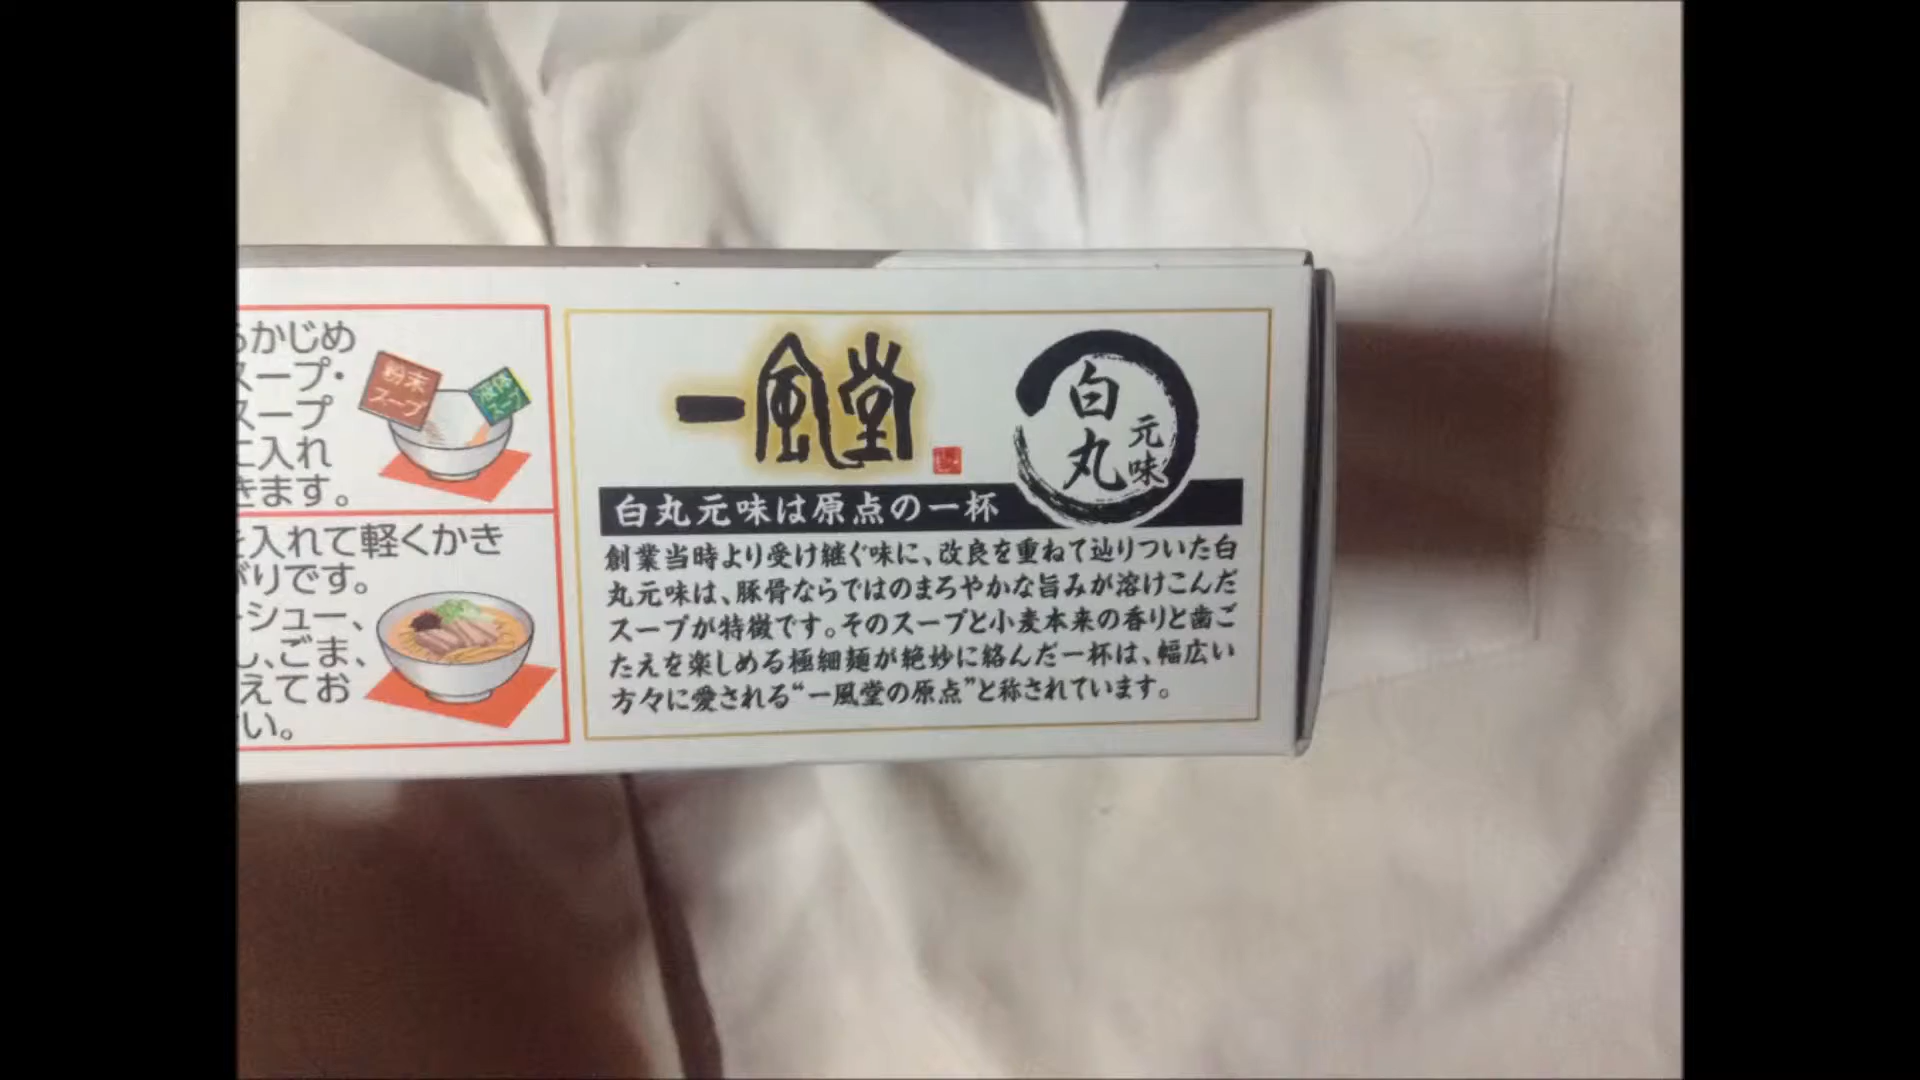 かじめ
スープ・
スープ
に入れ
きます。
粉末
スープ
液体
スープ
を入れて軽くかき
がりです。
シュー、
し、ごま、
えてお
い。
一風堂
白丸
元味
白丸元味は原点の一杯
創業当時より受け継ぐ味に、改良を重ねて辿りついた白
丸元味は、豚骨ならではのまろやかな旨みが溶けこんだ
スープが特徴です。そのスープと小麦本来の香りと歯ご
たえを楽しめる極細麺が絶妙に絡んだ一杯は、幅広い
方々に愛される“一風堂の原点”と称されています。